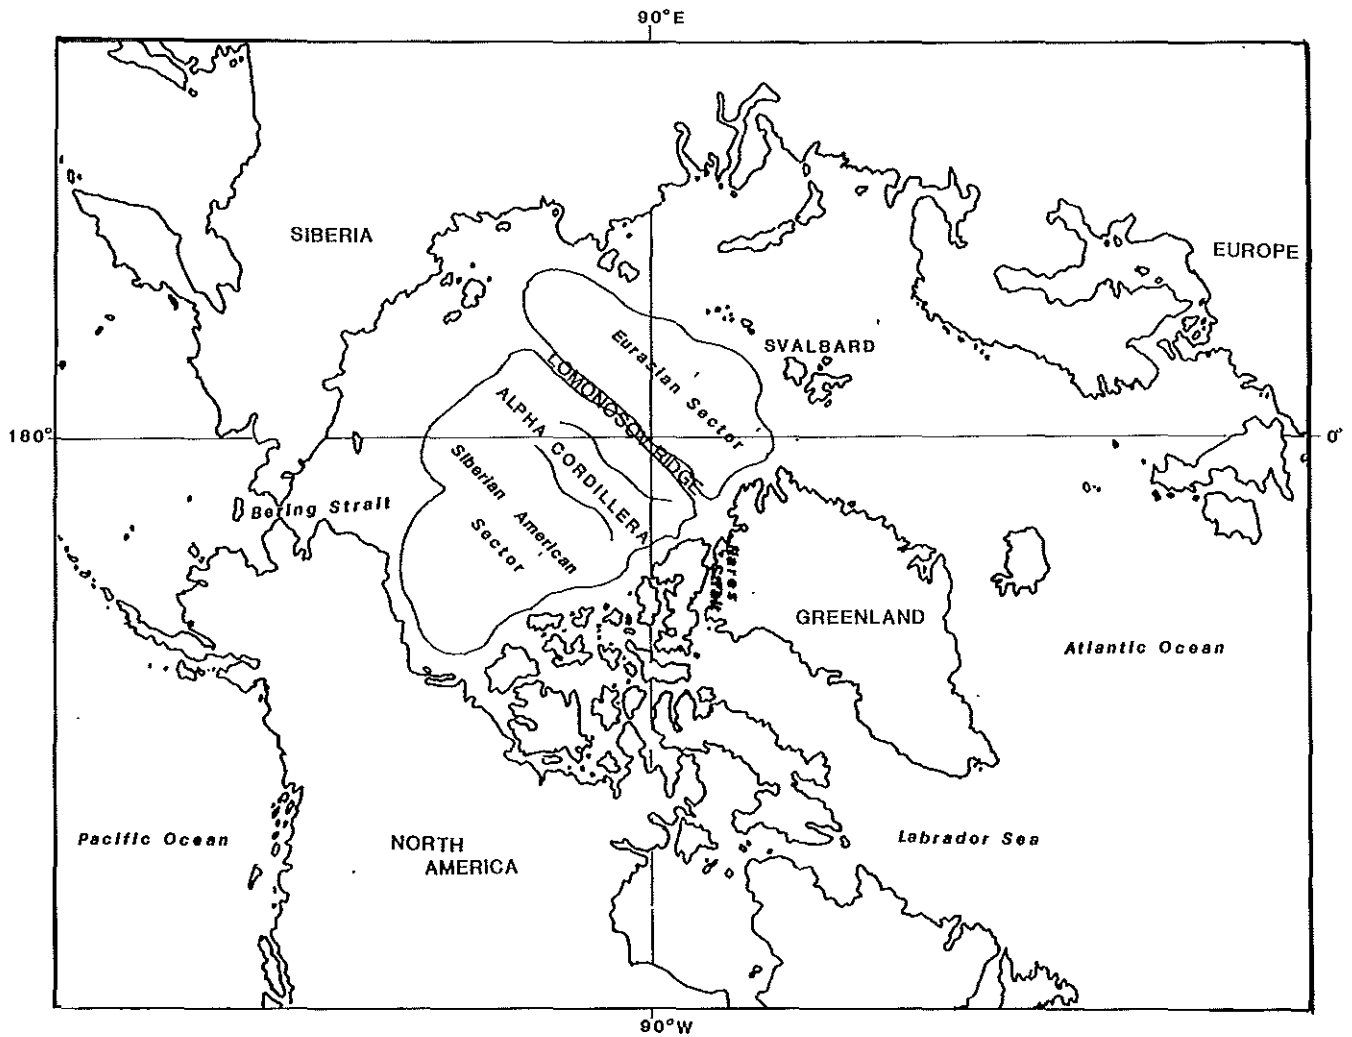 90°E
SIBERIA
EUROPE
Eurasian Sector
SVALBARD
LOMONOSOV RIDGE
ALPHA CORDILLERA
180°
0°
Siberian American
Sector
Bering Strait
Nares
Strait
GREENLAND
Atlantic Ocean
Pacific Ocean
NORTH
AMERICA
Labrador Sea
90°W